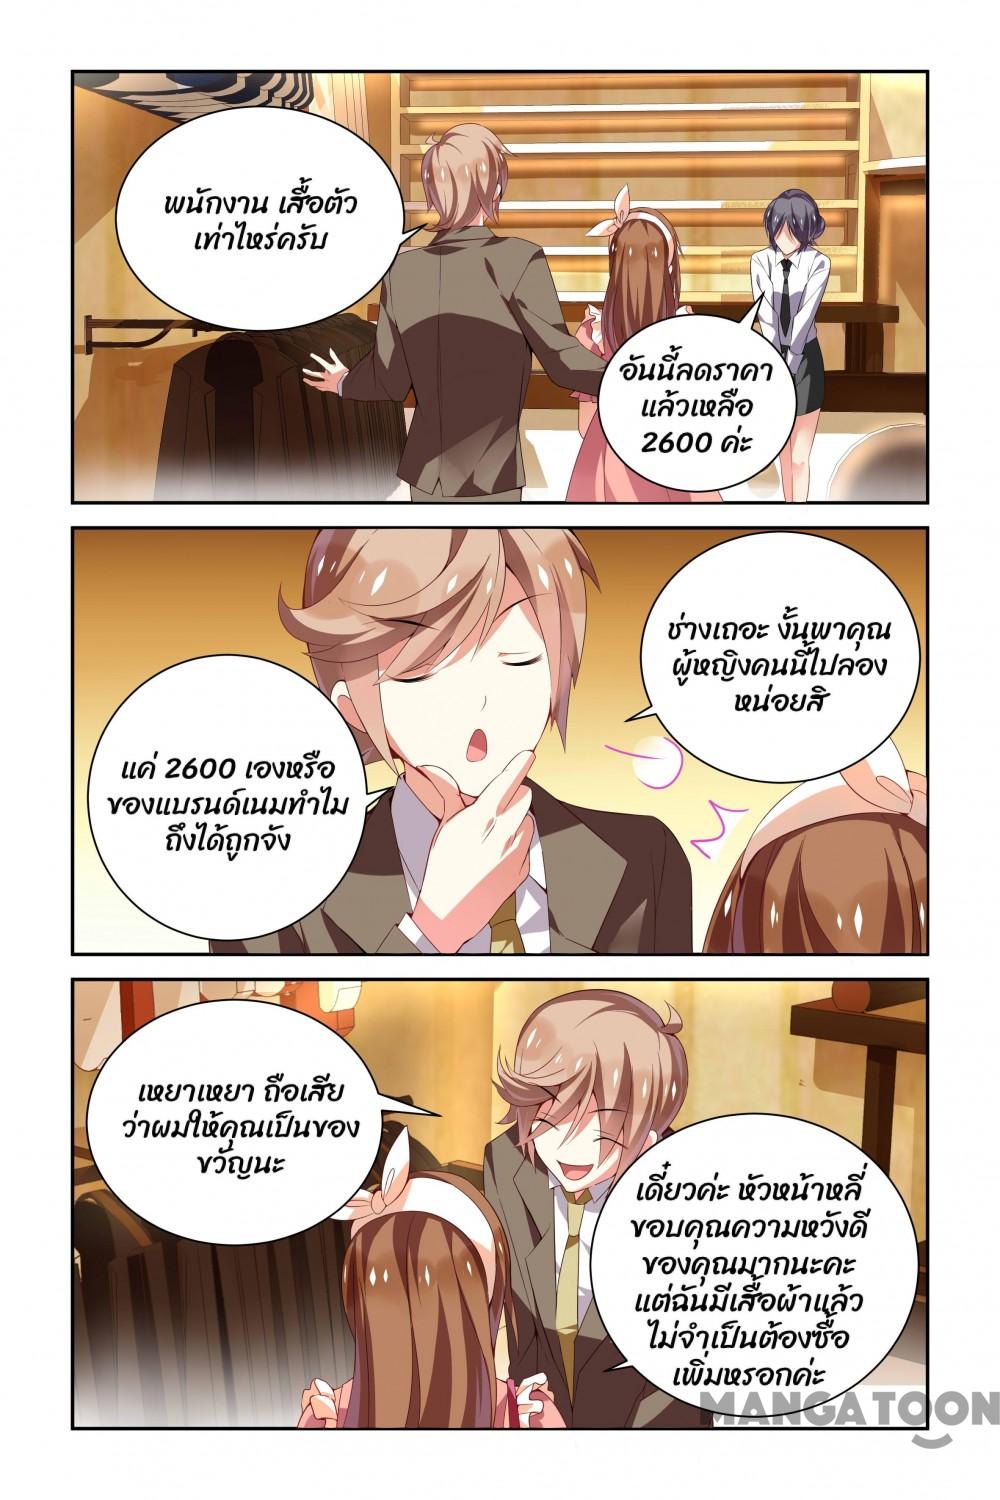 พนักงาน เสื้อตัว
เท่าไหร่ครับ
อันนี้ลดราคา
แล้วเหลือ
2600 ค่ะ
ช่างเถอะ งั้นพาคุณ
ผู้หญิงคนนี้ไปลอง
หน่อยสิ
แค่ 2600 เองหรือ
ของแบรนด์เนมทำไม
ถึงได้ถูกจัง
เหยาเหยา ถือเสีย
ว่าผมให้คุณเป็นของ
ขวัญนะ
เดี๋ยวค่ะ หัวหน้าหลี่
ขอบคุณความหวังดี
ของคุณมากนะคะ
แต่ฉันมีเสื้อผ้าแล้ว
ไม่จำเป็นต้องซื้อ
เพิ่มหรอกค่ะ
MANGATOON